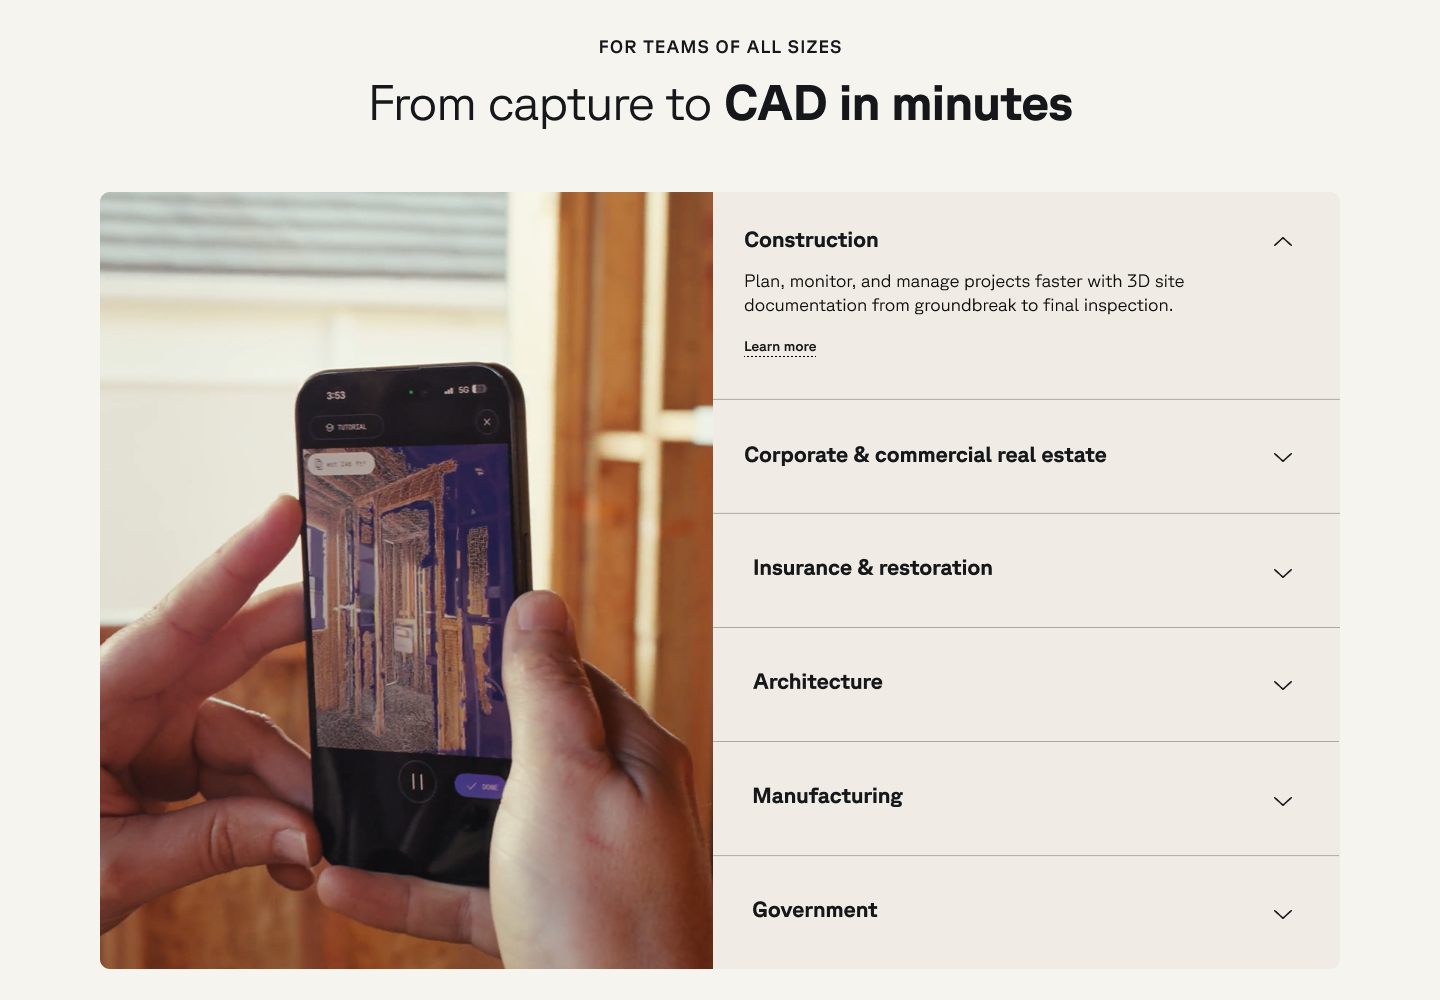 FOR TEAMS OF ALL SIZES
From capture to CAD in minutes
Construction
Plan, monitor, and manage projects faster with 3D site
documentation from groundbreak to final inspection.
Learn more
Corporate & commercial real estate
Insurance & restoration
Architecture
Manufacturing
Government
3:53
5G
TUTORIAL
DONE